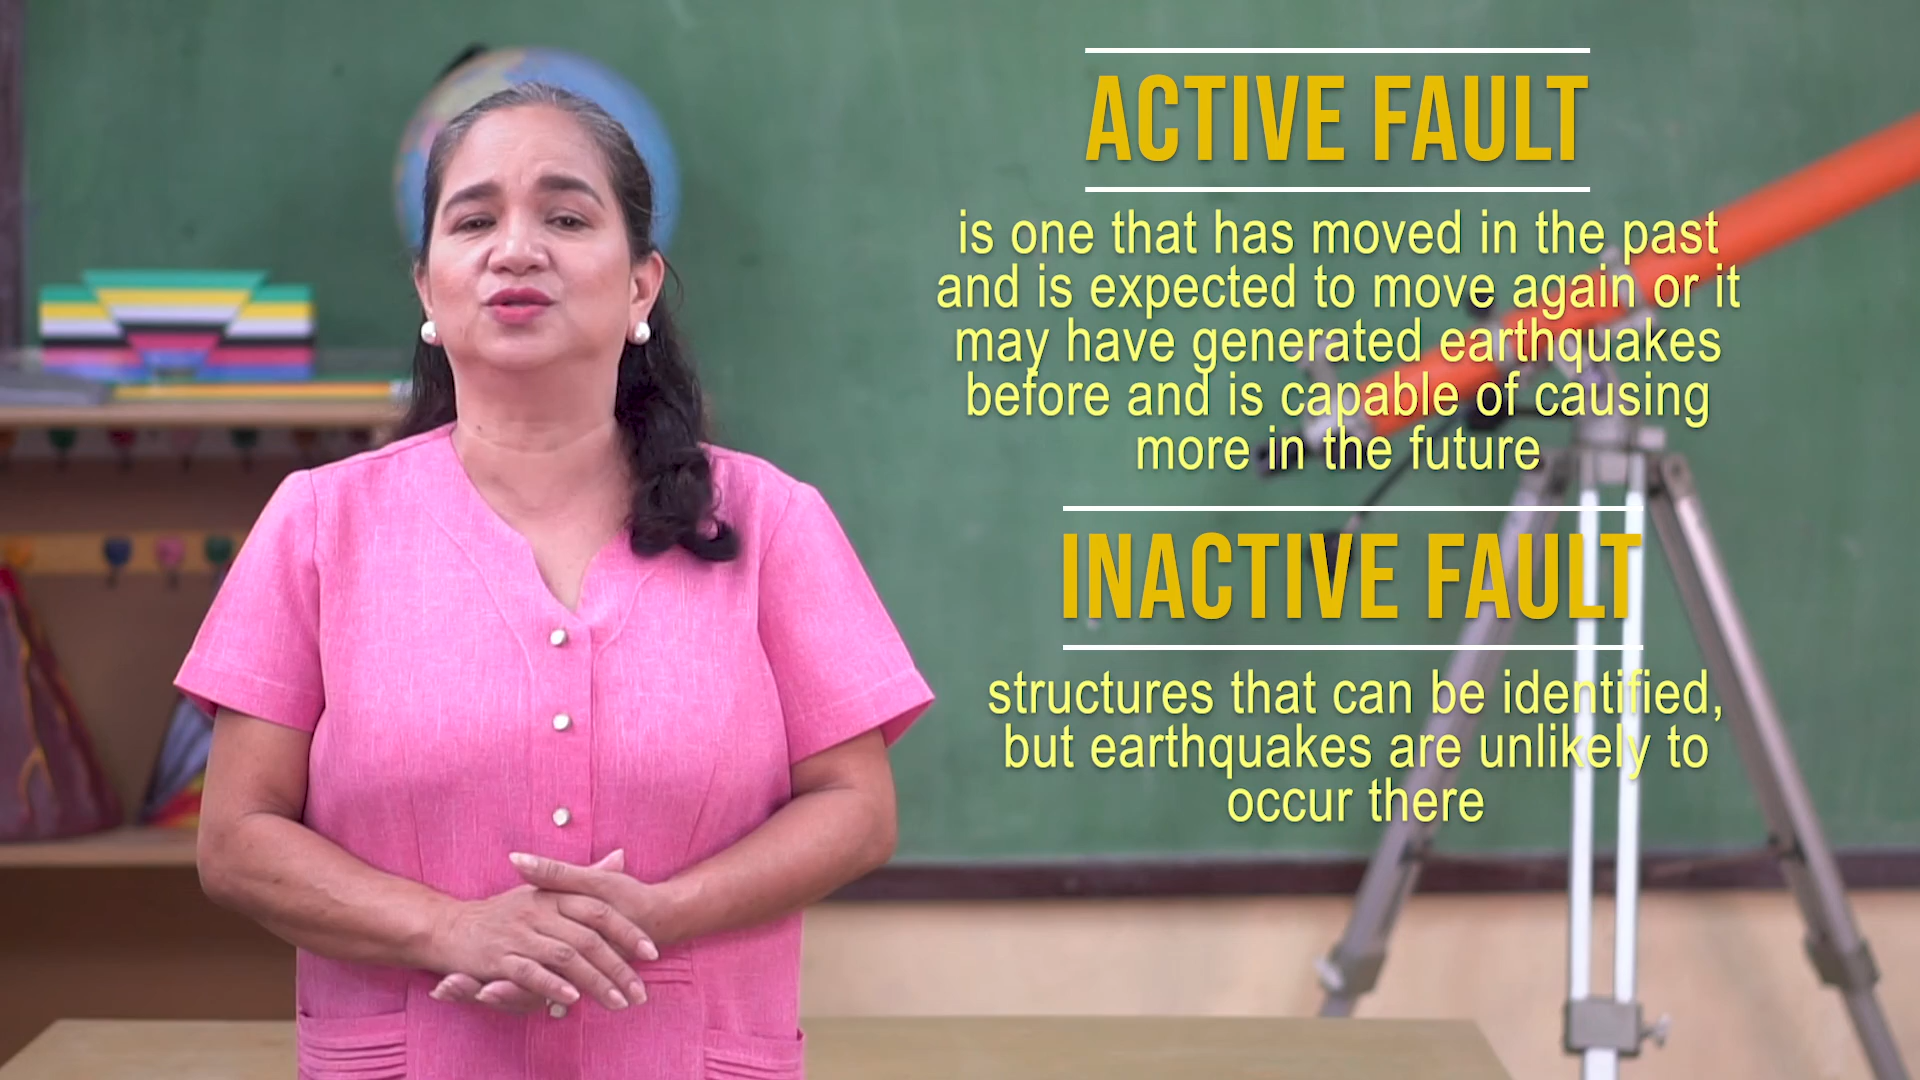 ACTIVE FAULT
is one that has moved in the past
and is expected to move again or it
may have generated earthquakes
before and is capable of causing
more in the future
INACTIVE FAULT
structures that can be identified,
but earthquakes are unlikely to
occur there